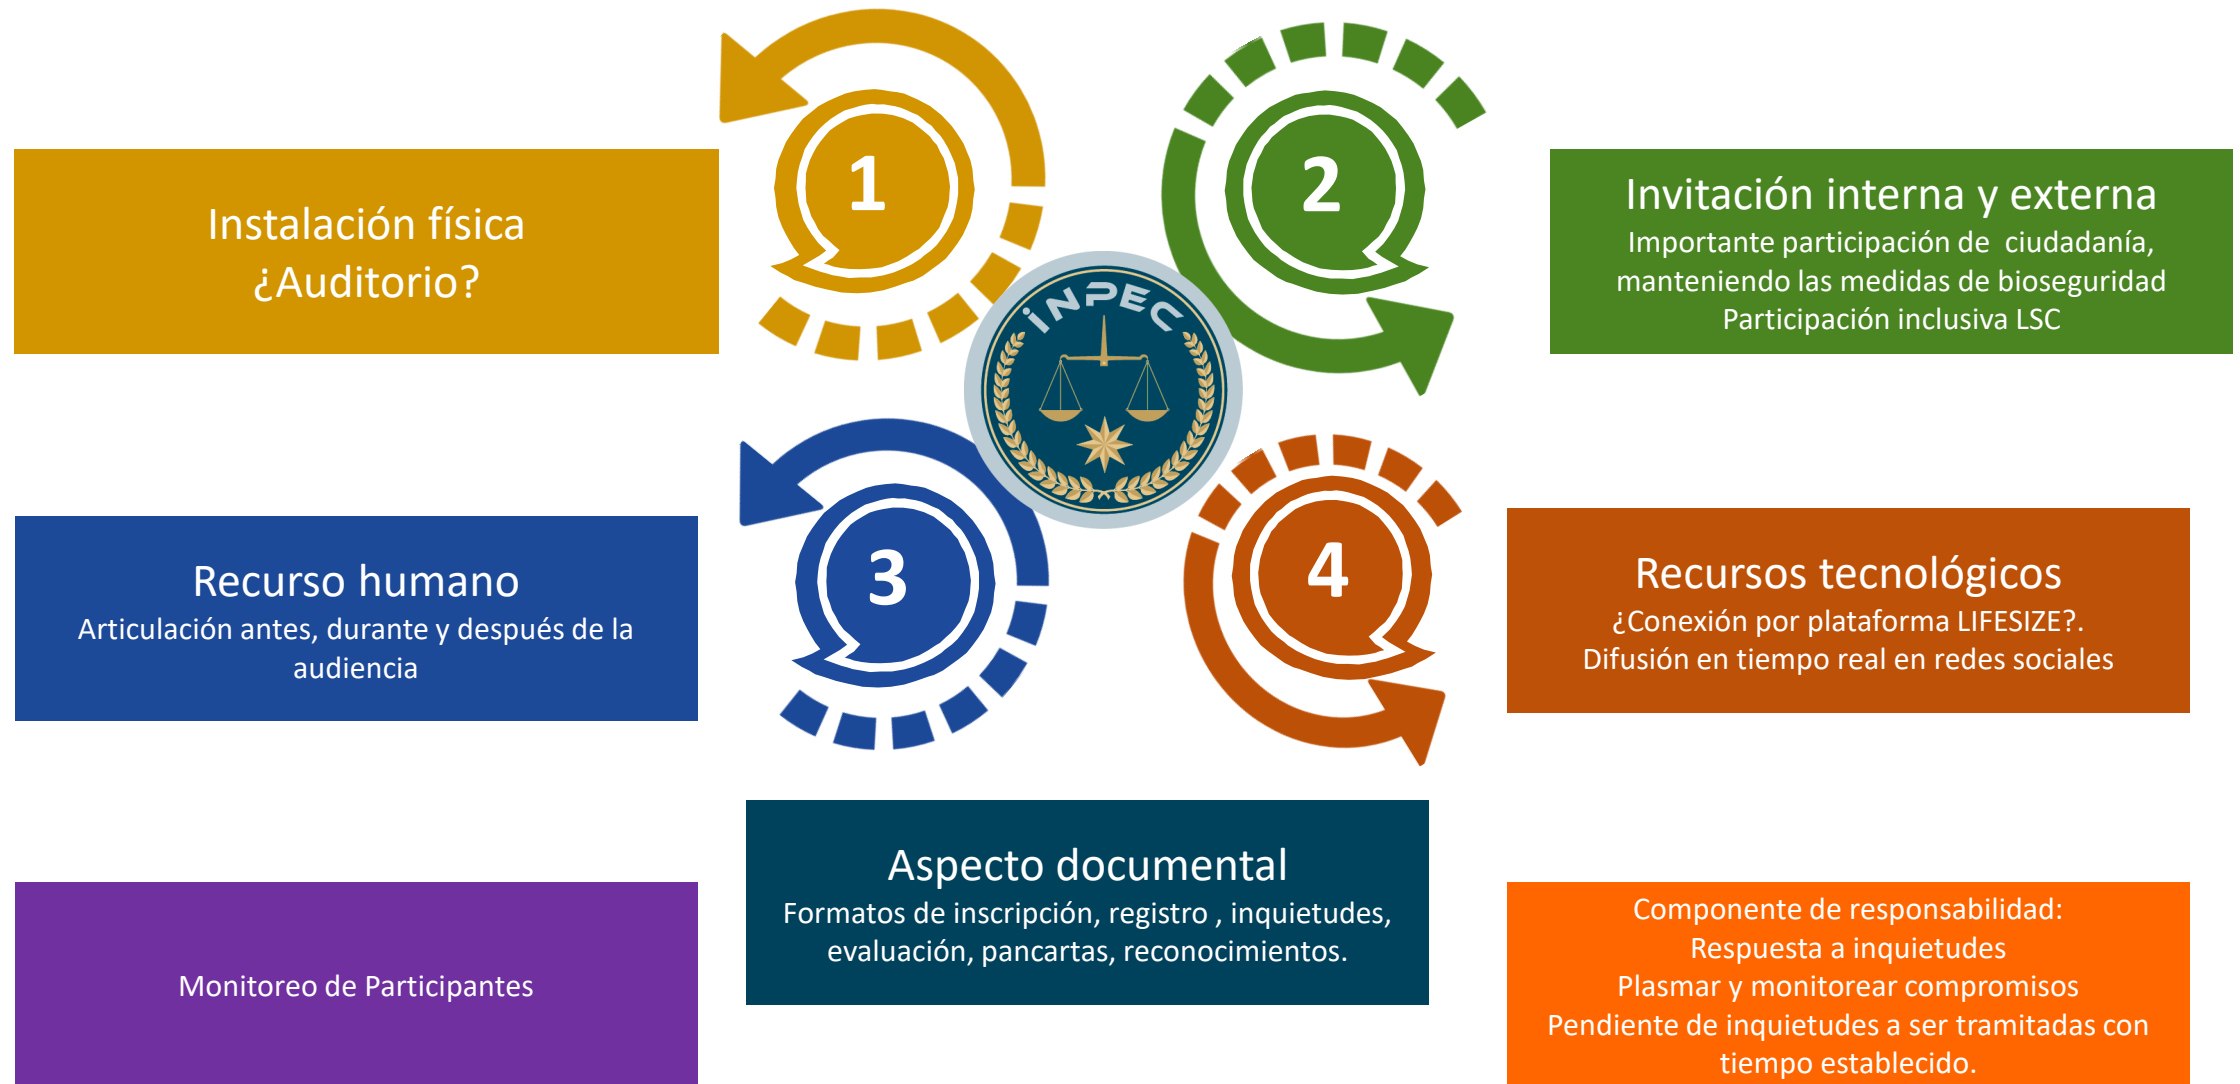 1
Instalación física
¿Auditorio?
2
Invitación interna y externa
Importante participación de ciudadanía,
manteniendo las medidas de bioseguridad
Participación inclusiva LSC
INPEC
3
Recurso humano
Articulación antes, durante y después de la
audiencia
4
Recursos tecnológicos
¿Conexión por plataforma LIFESIZE?.
Difusión en tiempo real en redes sociales
Aspecto documental
Formatos de inscripción, registro , inquietudes,
evaluación, pancartas, reconocimientos.
Monitoreo de Participantes
Componente de responsabilidad:
Respuesta a inquietudes
Plasmar y monitorear compromisos
Pendiente de inquietudes a ser tramitadas con
tiempo establecido.